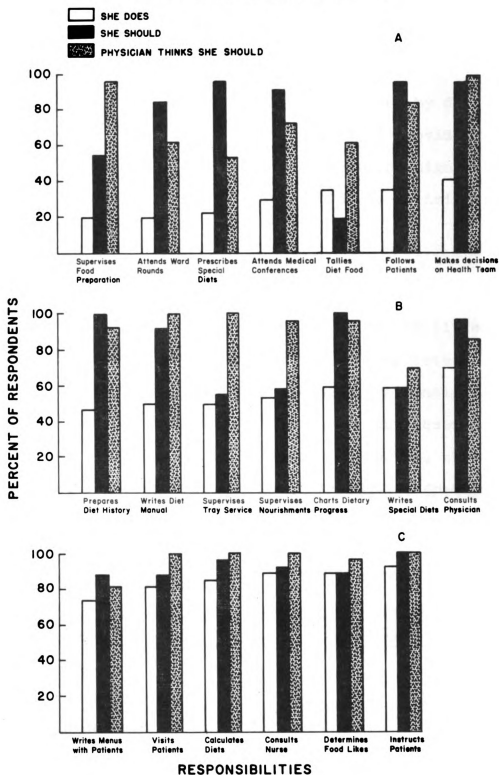 SHE DOES
SHE SHOULD
PHYSICIAN THINKS SHE SHOULD
A
100
80
60
40
20
Supervises Food Preparation
Attends Ward Rounds
Prescribes Special Diets
Attends Medical Conferences
Tallies Diet Food
Follows Patients
Makes decisions on Health Team
PERCENT OF RESPONDENTS
B
100
80
60
40
20
Prepares Diet History
Writes Diet Manual
Supervises Tray Service
Supervises Nourishments
Charts Dietary Progress
Writes Special Diets
Consults Physician
C
100
80
60
40
20
Writes Menus with Patients
Visits Patients
Calculates Diets
Consults Nurse
Determines Food Likes
Instructs Patients
RESPONSIBILITIES